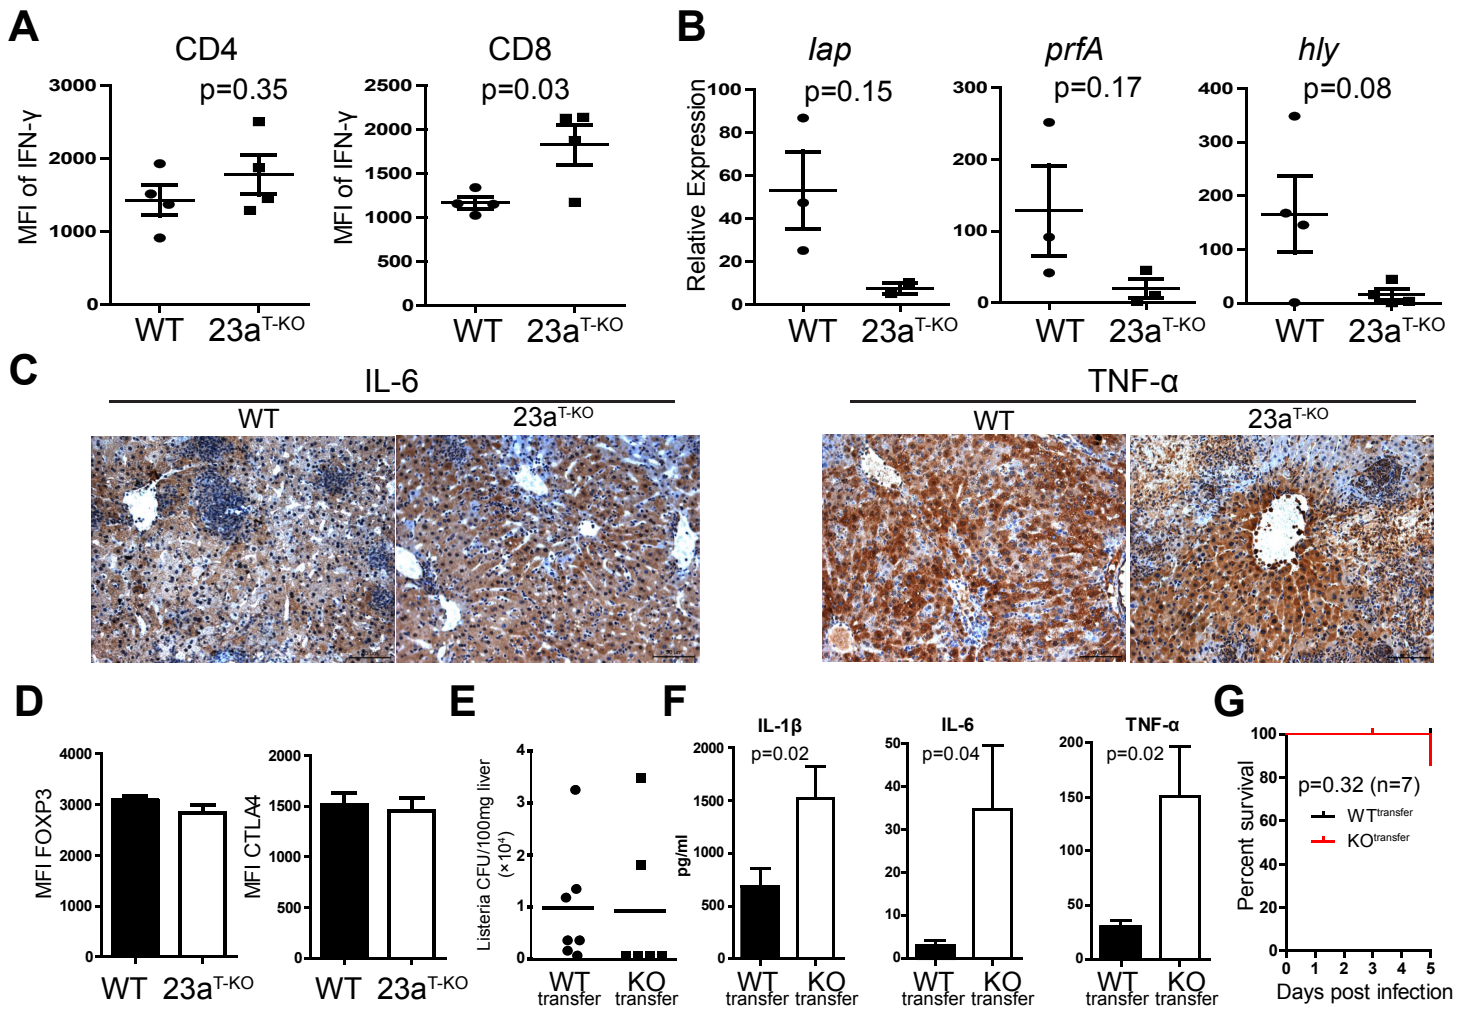 A
CD4
CD8
p=0.35
p=0.03
MFI of IFN-γ
3000
2000
1000
0
WT
23aT-KO
MFI of IFN-γ
2500
2000
1500
1000
500
0
WT
23aT-KO
B
lap
prfA
hly
p=0.15
p=0.17
p=0.08
Relative Expression
100
80
60
40
20
0
WT
23aT-KO
300
200
100
0
WT
23aT-KO
400
300
200
100
0
WT
23aT-KO
C
IL-6
WT
23aT-KO
TNF-α
WT
23aT-KO
D
MFI FOXP3
4000
3000
2000
1000
0
WT
23aT-KO
MFI CTLA4
2000
1500
1000
500
0
WT
23aT-KO
E
Listeria CFU/100mg liver
(×10⁴)
4
3
2
1
0
WT
transfer
KO
transfer
F
IL-1β
p=0.02
pg/ml
2000
1500
1000
500
0
WT
transfer
KO
transfer
IL-6
p=0.04
50
40
30
20
10
0
WT
transfer
KO
transfer
TNF-α
p=0.02
200
150
100
50
0
WT
transfer
KO
transfer
G
Percent survival
100
80
60
40
20
0
p=0.32 (n=7)
WTtransfer
KOtransfer
0 1 2 3 4 5
Days post infection